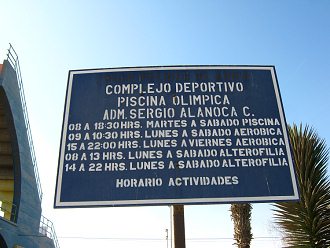 COMPLEJO DEPORTIVO
PISCINA OLIMPICA
ADM. SERGIO ALANOCA C.
08 A 18:30 HRS. MARTES A SABADO PISCINA
09 A 10:30 HRS. LUNES A SABADO AEROBICA
15 A 22:00 HRS. LUNES A VIERNES AEROBICA
08 A 13 HRS. LUNES A SABADO ALTEROFILIA
14 A 22 HRS. LUNES A SABADO ALTEROFILIA
HORARIO ACTIVIDADES